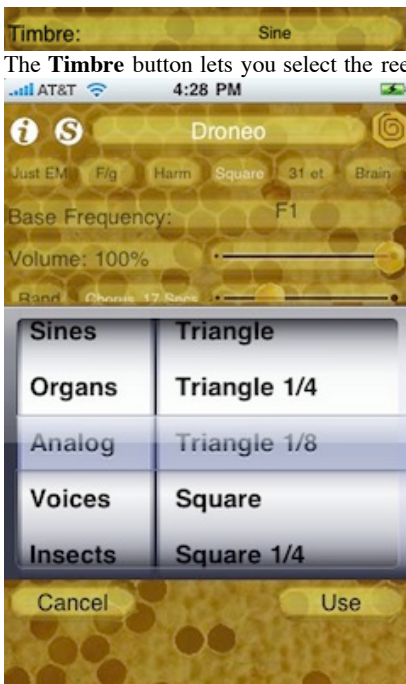 Timbre: Sine
The Timbre button lets you select the ree
AT&T 4:28 PM
i S Droneo
Just EM F/g Harm Square 31 et Brain
Base Frequency: F1
Volume: 100%
Band Chorus 17 Secs
Sines Triangle
Organs Triangle 1/4
Analog Triangle 1/8
Voices Square
Insects Square 1/4
Cancel Use